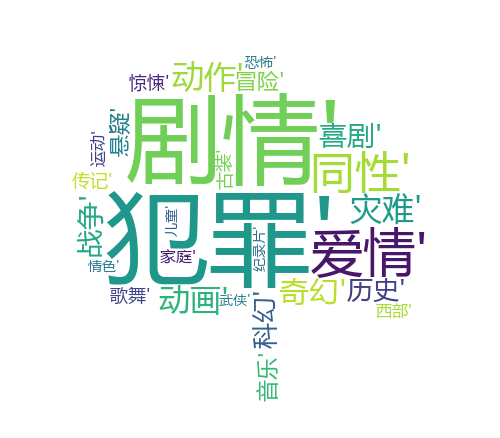 恐怖'
惊悚'
动作'
冒险'
剧情'
悬疑'
喜剧'
运动'
同性'
古装'
传记'
犯罪'
灾难'
战争'
儿童'
爱情'
家庭'
纪录片'
情色'
歌舞'
动画'
武侠'
奇幻'
历史'
科幻'
西部'
音乐'